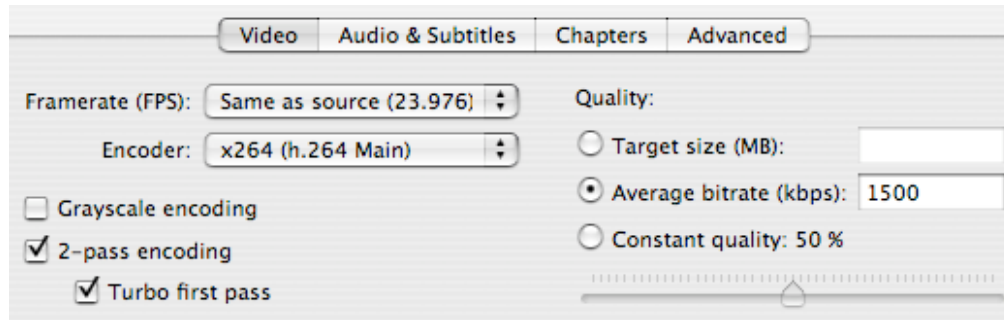 Video Audio & Subtitles Chapters Advanced
Framerate (FPS): Same as source (23.976)
Encoder: x264 (h.264 Main)
Grayscale encoding
2-pass encoding
Turbo first pass
Quality:
Target size (MB):
Average bitrate (kbps): 1500
Constant quality: 50 %